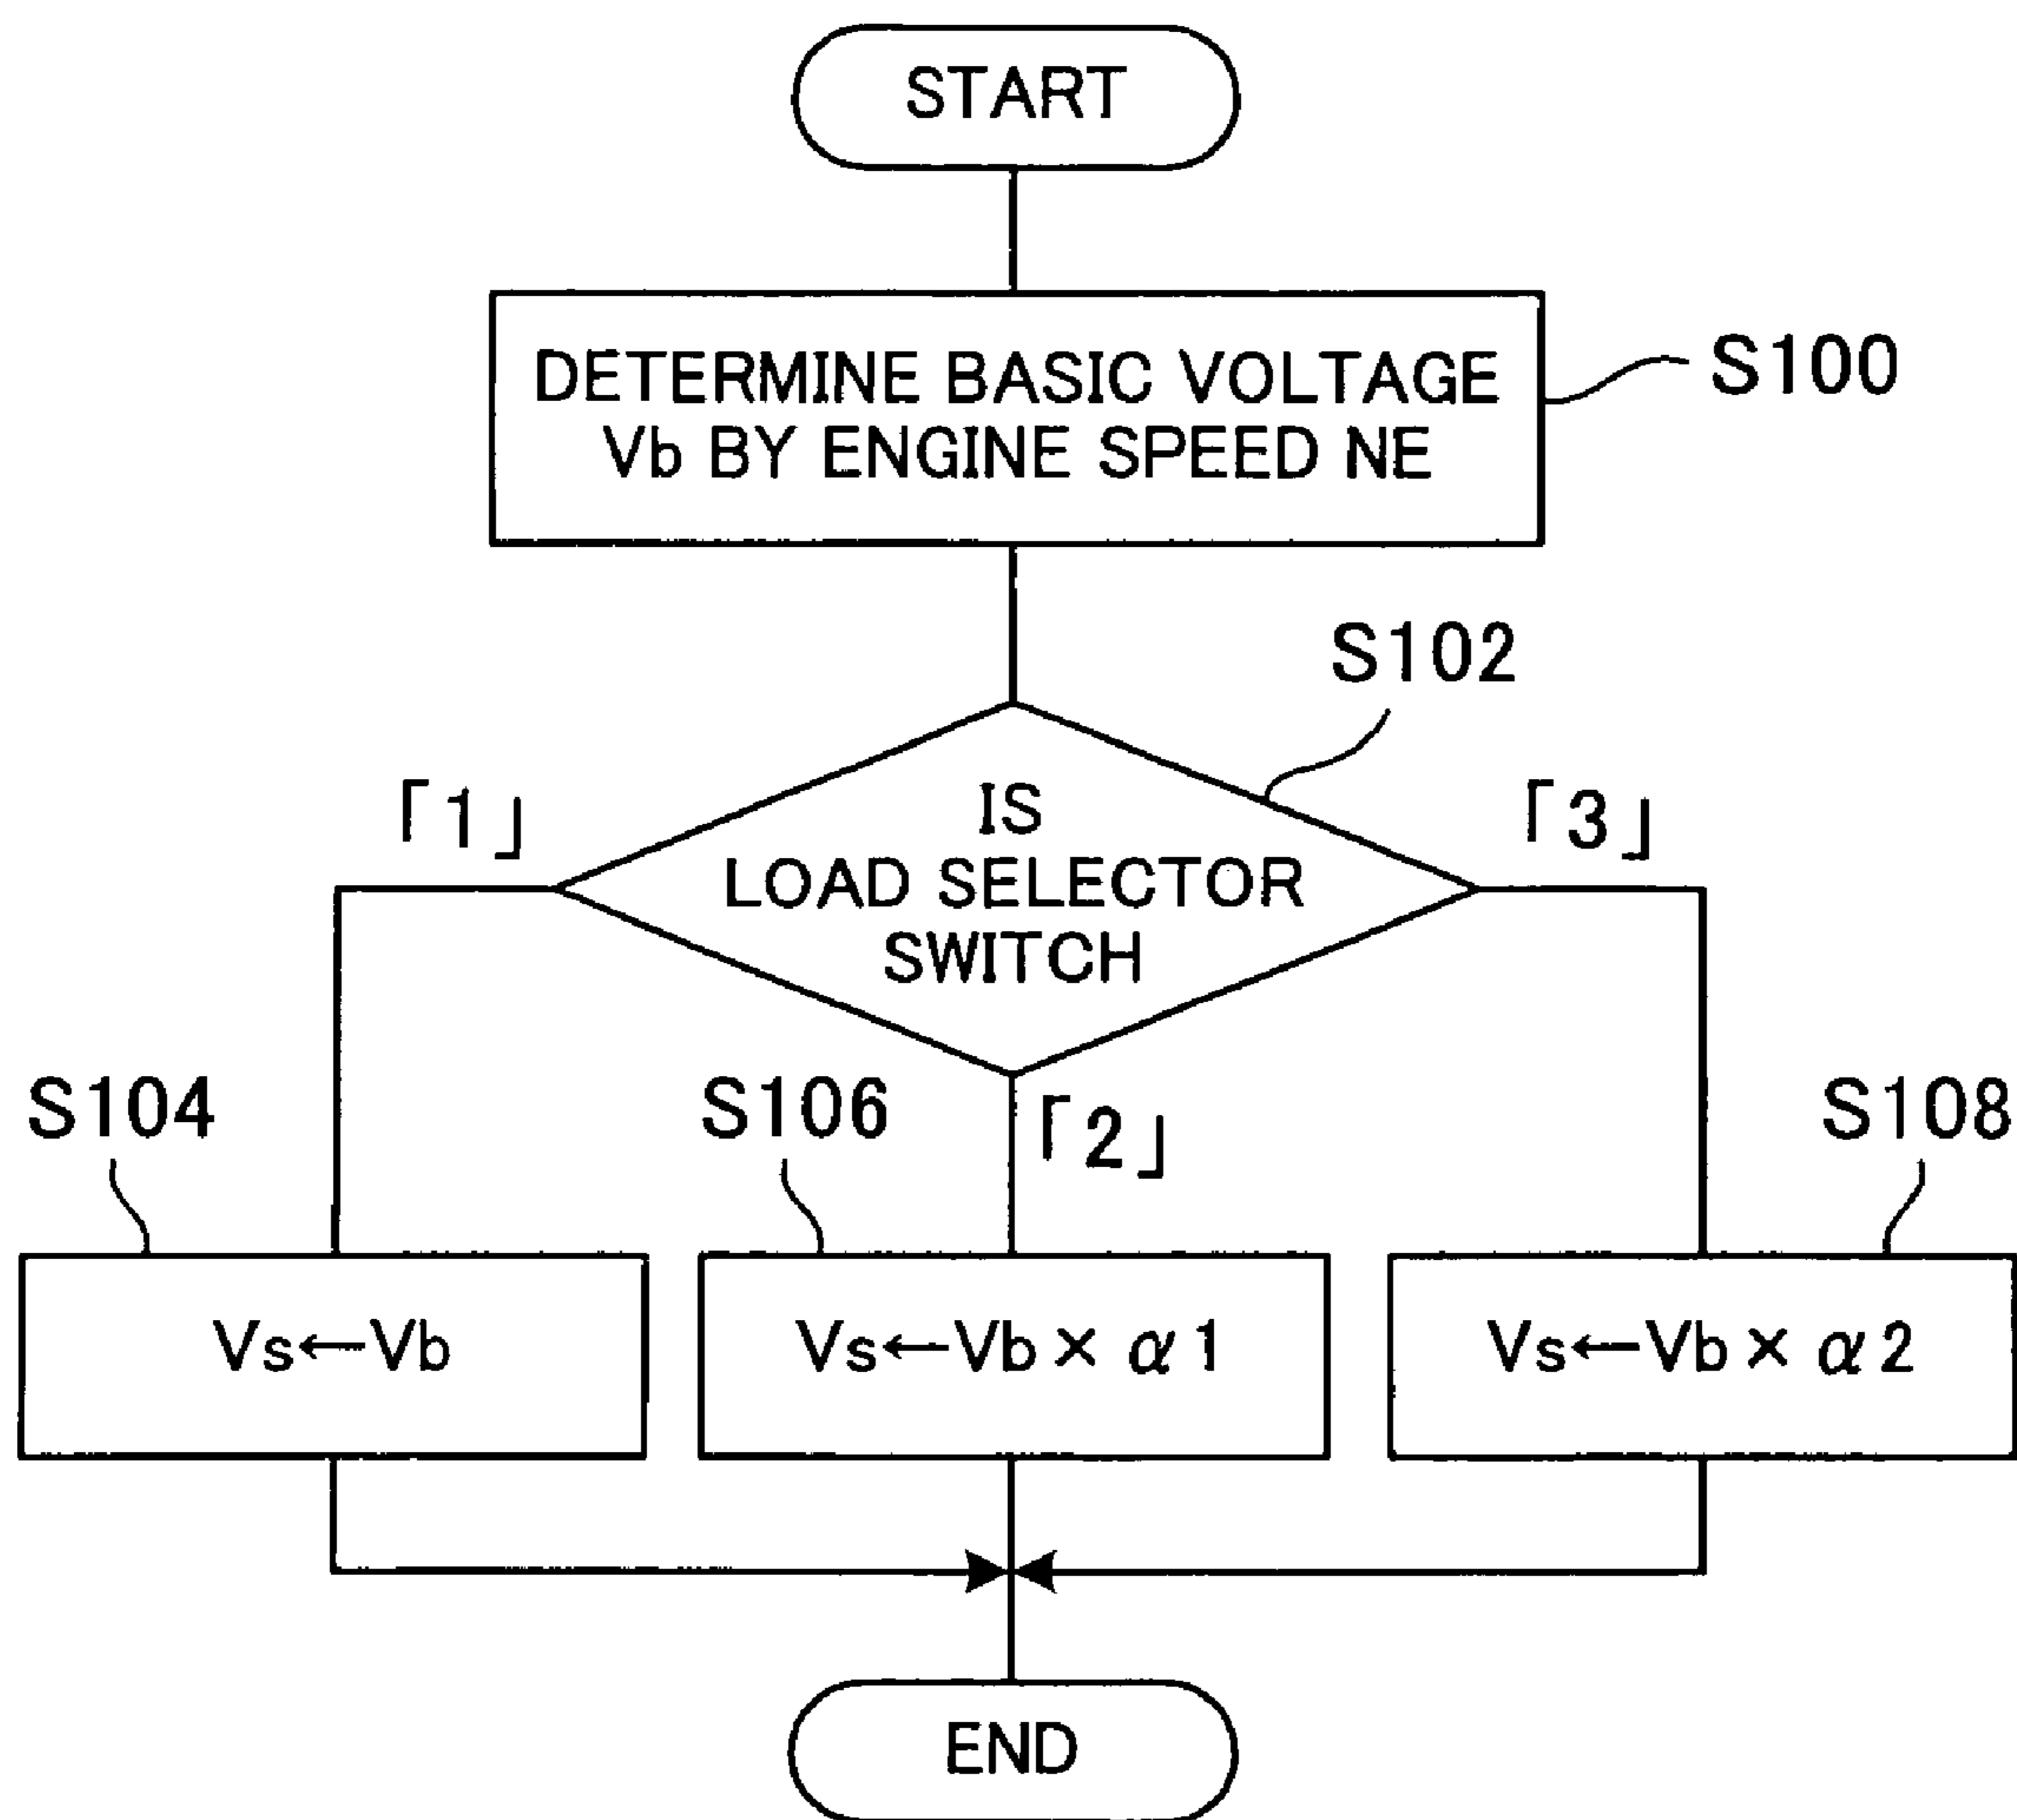 START
DETERMINE BASIC VOLTAGE
Vb BY ENGINE SPEED NE
S100
S102
IS
LOAD SELECTOR
SWITCH
「1」
「3」
「2」
S104
S106
S108
Vs←Vb
Vs←Vb × α1
Vs←Vb × α2
END